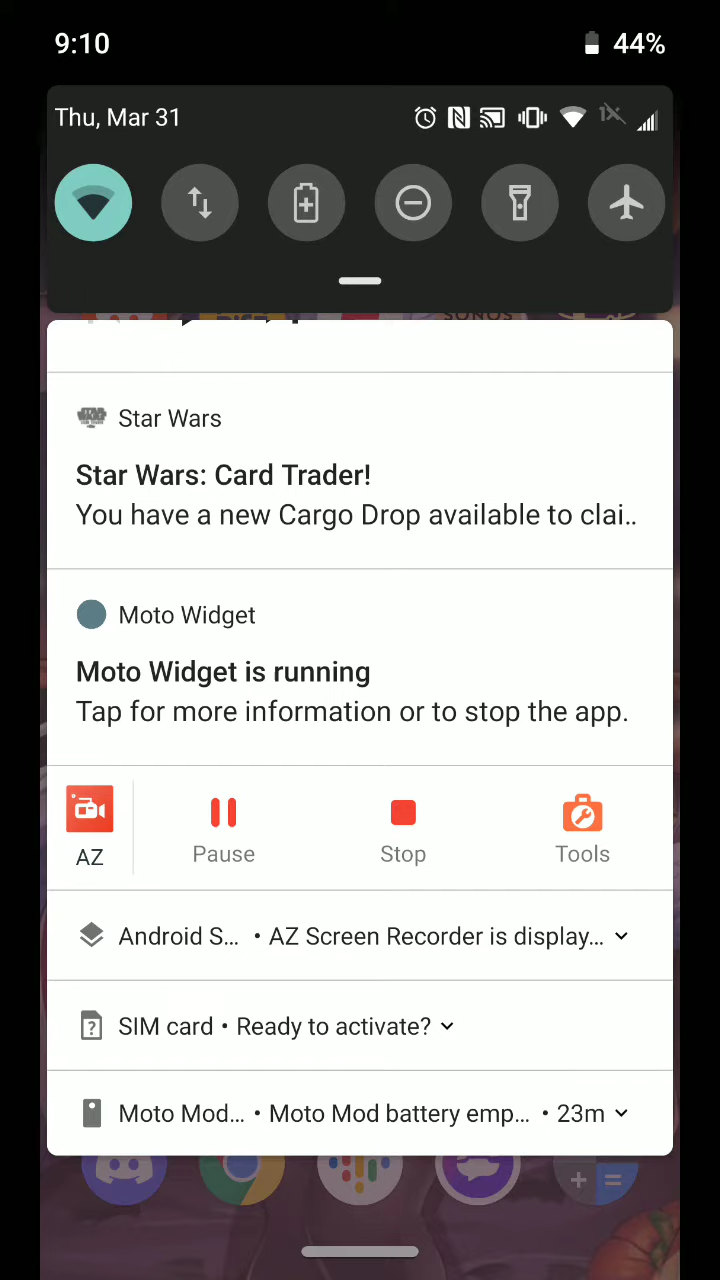 9:10
44%
Thu, Mar 31
1X
SONOS
Star Wars
Star Wars: Card Trader!
You have a new Cargo Drop available to clai..
Moto Widget
Moto Widget is running
Tap for more information or to stop the app.
AZ
Pause
Stop
Tools
Android S... • AZ Screen Recorder is display...
SIM card • Ready to activate?
Moto Mod... • Moto Mod battery emp... • 23m